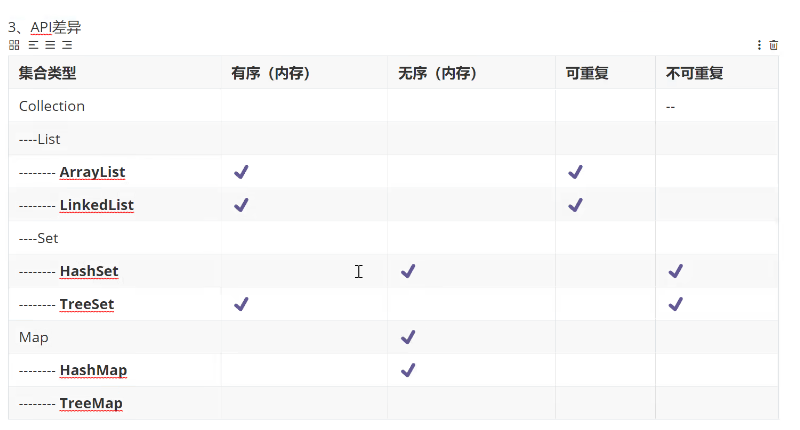 3、API差异
集合类型 有序（内存） 无序（内存） 可重复 不可重复
Collection --
----List
-------- ArrayList ✔ ✔
-------- LinkedList ✔ ✔
----Set
-------- HashSet ✔ ✔
-------- TreeSet ✔ ✔
Map ✔
-------- HashMap ✔
-------- TreeMap